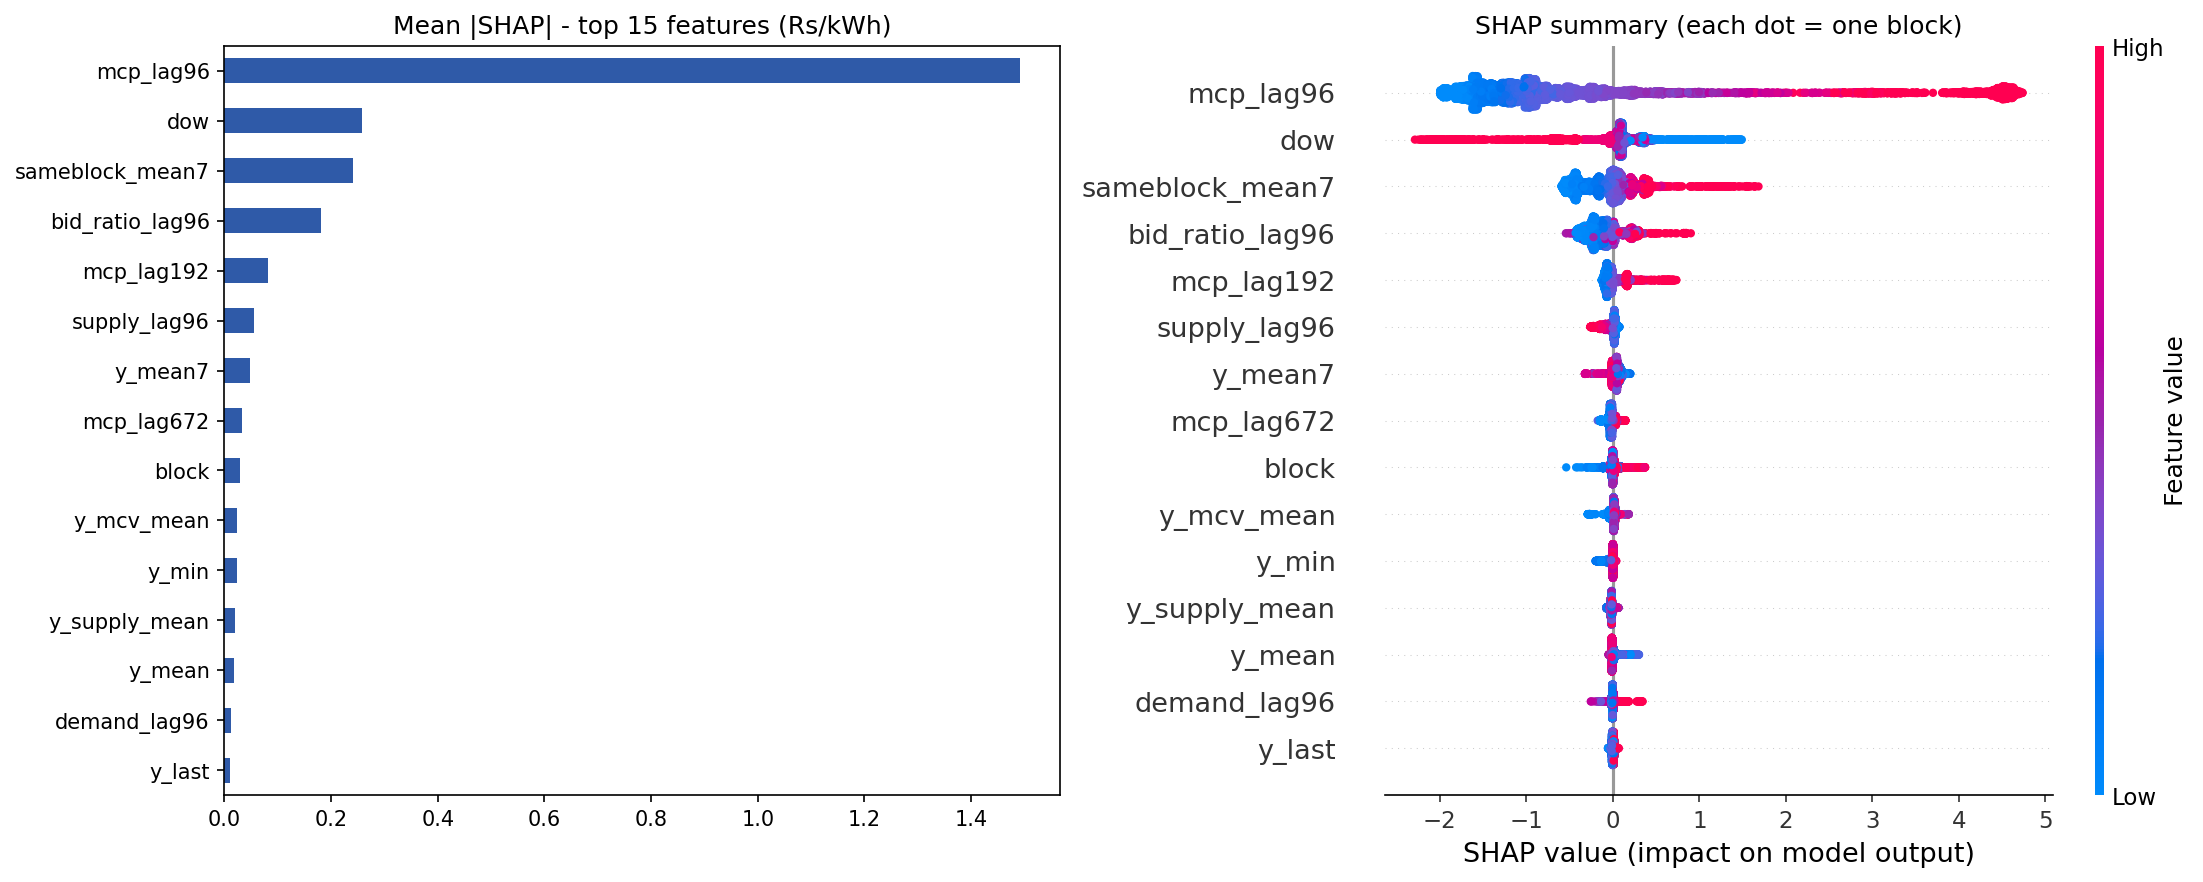 Mean |SHAP| - top 15 features (Rs/kWh)
mcp_lag96
dow
sameblock_mean7
bid_ratio_lag96
mcp_lag192
supply_lag96
y_mean7
mcp_lag672
block
y_mcv_mean
y_min
y_supply_mean
y_mean
demand_lag96
y_last
0.0 0.2 0.4 0.6 0.8 1.0 1.2 1.4
SHAP summary (each dot = one block)
mcp_lag96
dow
sameblock_mean7
bid_ratio_lag96
mcp_lag192
supply_lag96
y_mean7
mcp_lag672
block
y_mcv_mean
y_min
y_supply_mean
y_mean
demand_lag96
y_last
−2 −1 0 1 2 3 4 5
SHAP value (impact on model output)
High
Feature value
Low